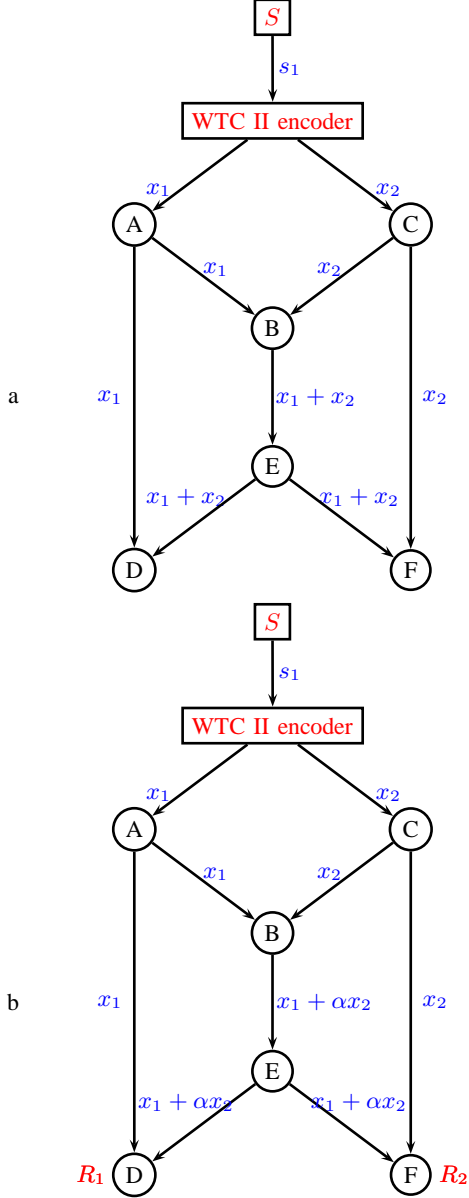 S
s₁
WTC II encoder
x₁ x₂
A C
x₁ x₂
B
a x₁ x₁ + x₂ x₂
E
x₁ + x₂ x₁ + x₂
D F
S
s₁
WTC II encoder
x₁ x₂
A C
x₁ x₂
B
b x₁ x₁ + αx₂ x₂
E
x₁ + αx₂ x₁ + αx₂
R₁ D F R₂